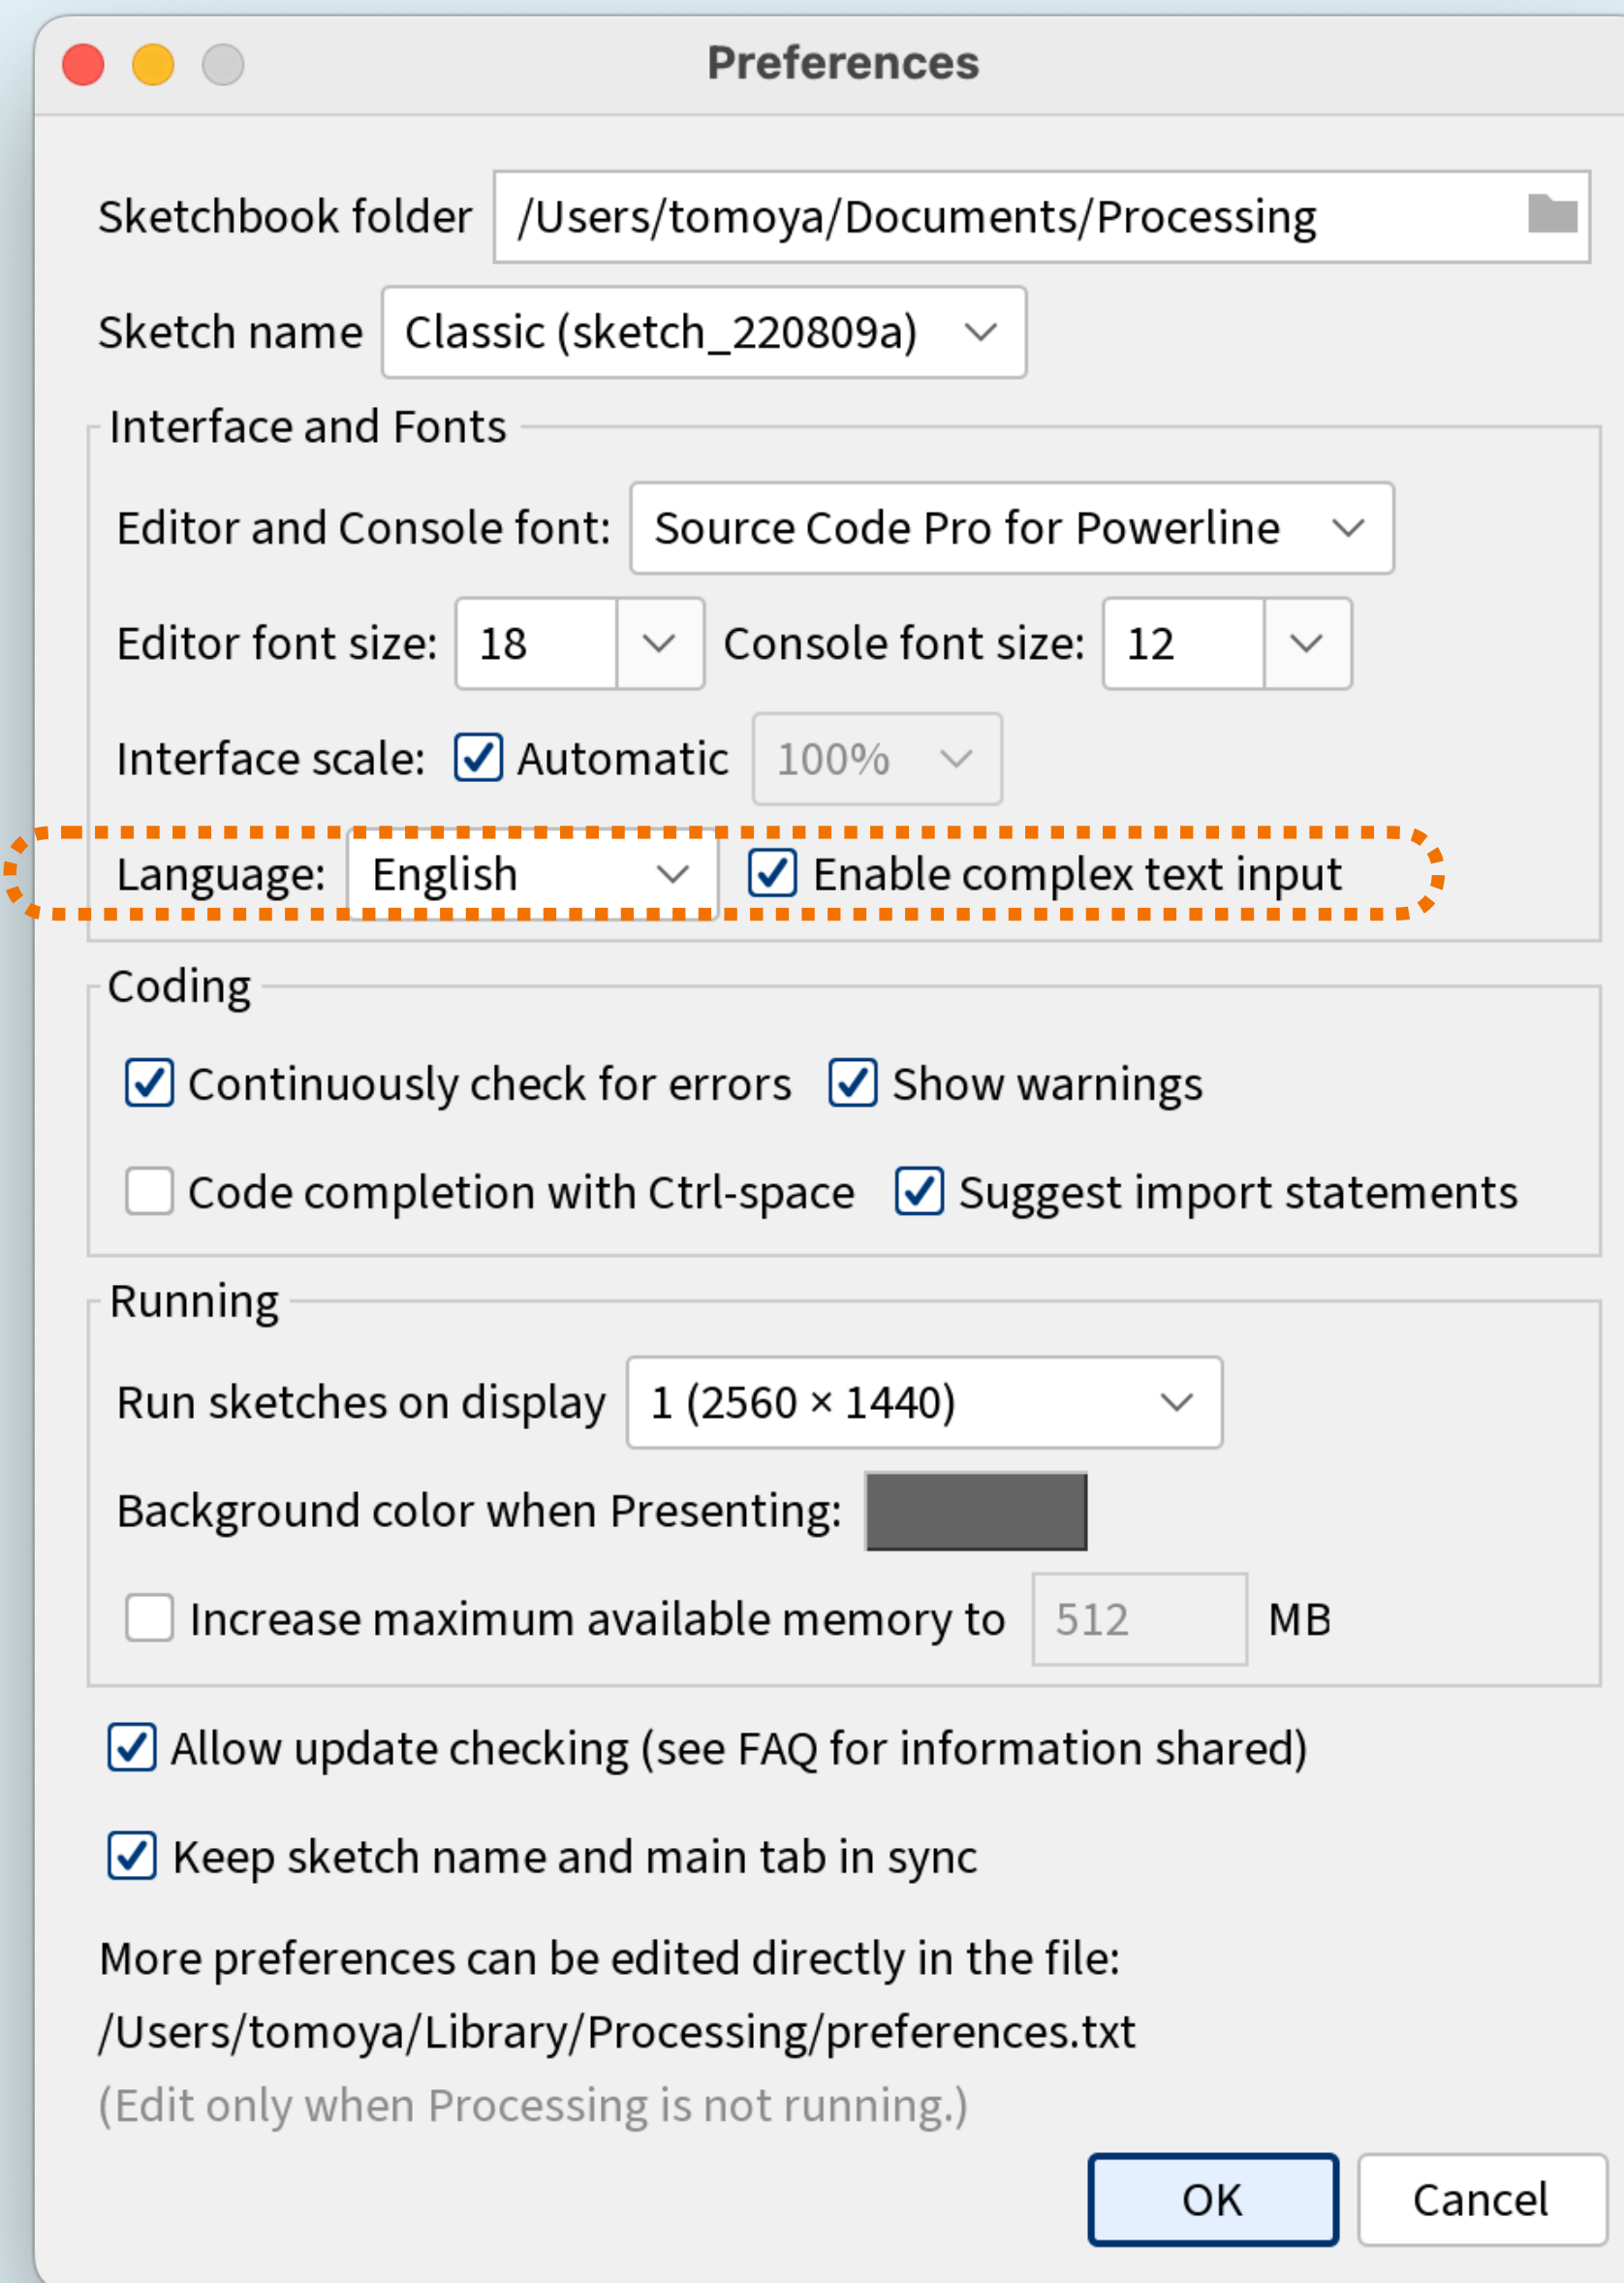 Preferences
Sketchbook folder /Users/tomoya/Documents/Processing
Sketch name Classic (sketch_220809a)
Interface and Fonts
Editor and Console font: Source Code Pro for Powerline
Editor font size: 18 Console font size: 12
Interface scale: Automatic 100%
Language: English Enable complex text input
Coding
Continuously check for errors Show warnings
Code completion with Ctrl-space Suggest import statements
Running
Run sketches on display 1 (2560 × 1440)
Background color when Presenting:
Increase maximum available memory to 512 MB
Allow update checking (see FAQ for information shared)
Keep sketch name and main tab in sync
More preferences can be edited directly in the file:
/Users/tomoya/Library/Processing/preferences.txt
(Edit only when Processing is not running.)
OK Cancel